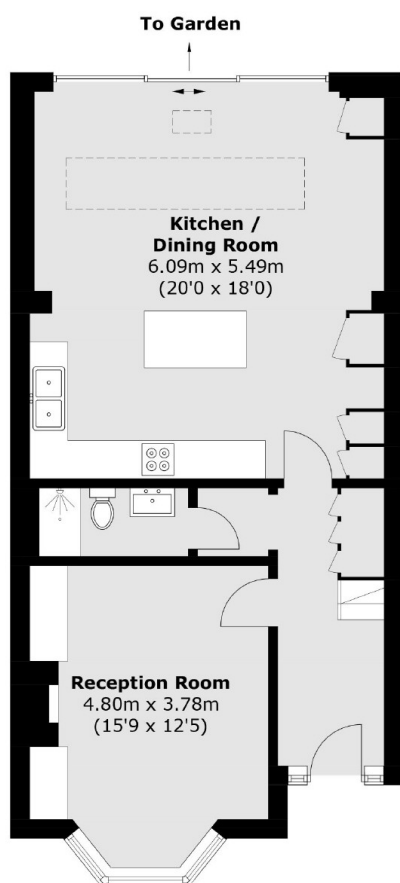 To Garden
Kitchen /
Dining Room
6.09m x 5.49m
(20'0 x 18'0)
Reception Room
4.80m x 3.78m
(15'9 x 12'5)